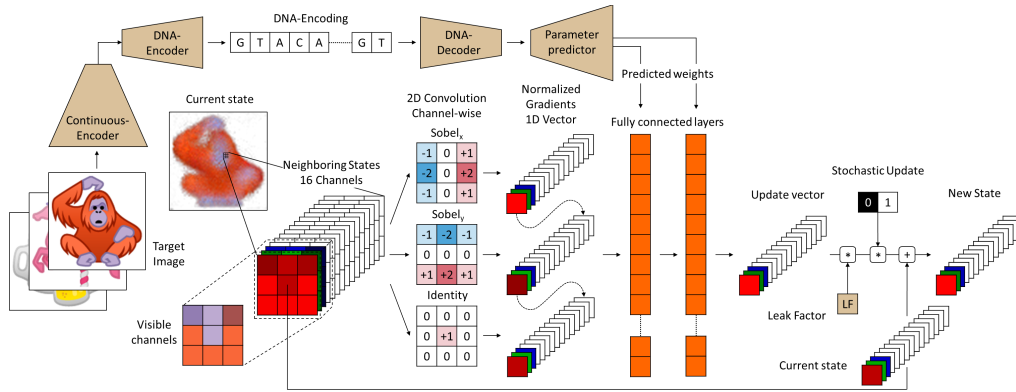 DNA-Encoding
DNA-
Encoder
G T A C A G T
DNA-
Decoder
Parameter
predictor
Predicted weights
Continuous-
Encoder
Current state
2D Convolution
Channel-wise
Normalized
Gradients
1D Vector
Fully connected layers
Sobelx
-1 0 +1
-2 0 +2
-1 0 +1
Neighboring States
16 Channels
Target
Image
Sobely
-1 -2 -1
0 0 0
+1 +2 +1
Identity
0 0 0
0 +1 0
0 0 0
Visible
channels
Stochastic Update
0 1
Update vector
New State
* * +
LF
Leak Factor
Current state